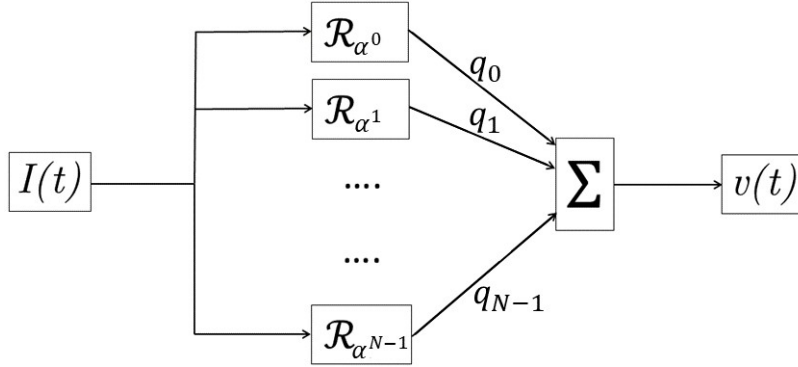 ℛ_{α^0}
q_0
ℛ_{α^1}
q_1
I(t)
....
Σ
v(t)
....
q_{N−1}
ℛ_{α^{N−1}}